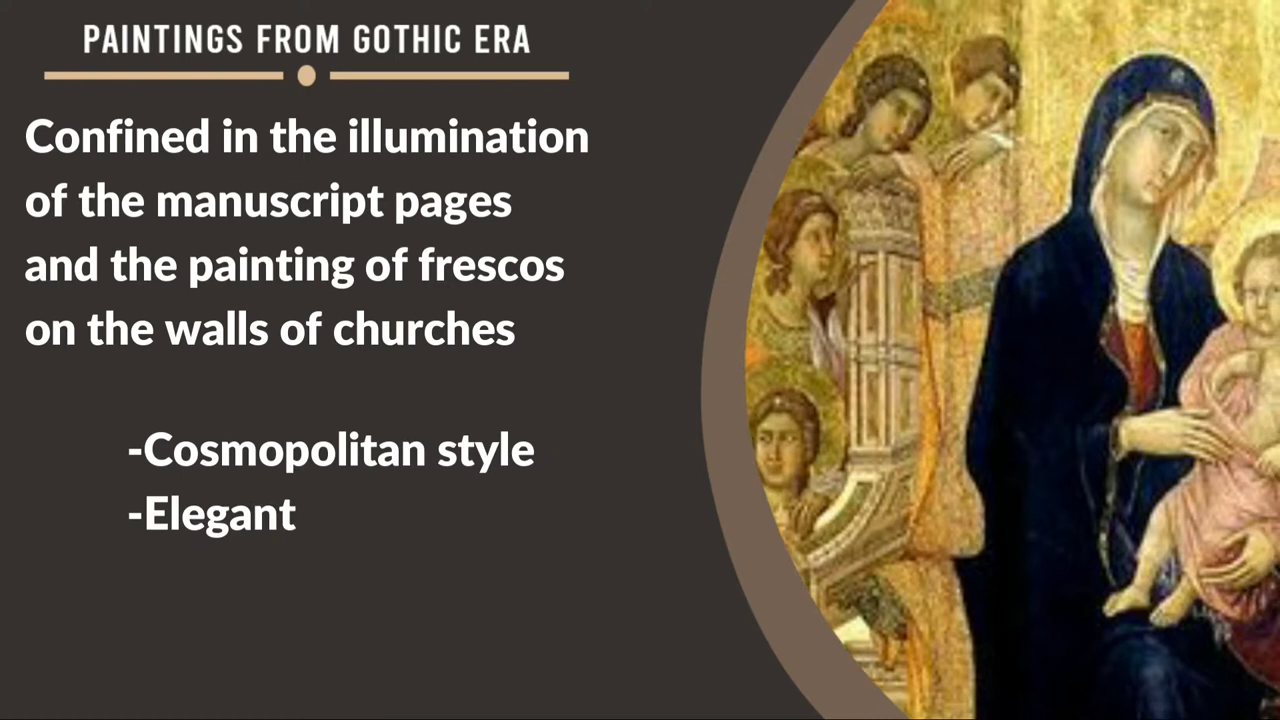 PAINTINGS FROM GOTHIC ERA
Confined in the illumination
of the manuscript pages
and the painting of frescos
on the walls of churches
-Cosmopolitan style
-Elegant